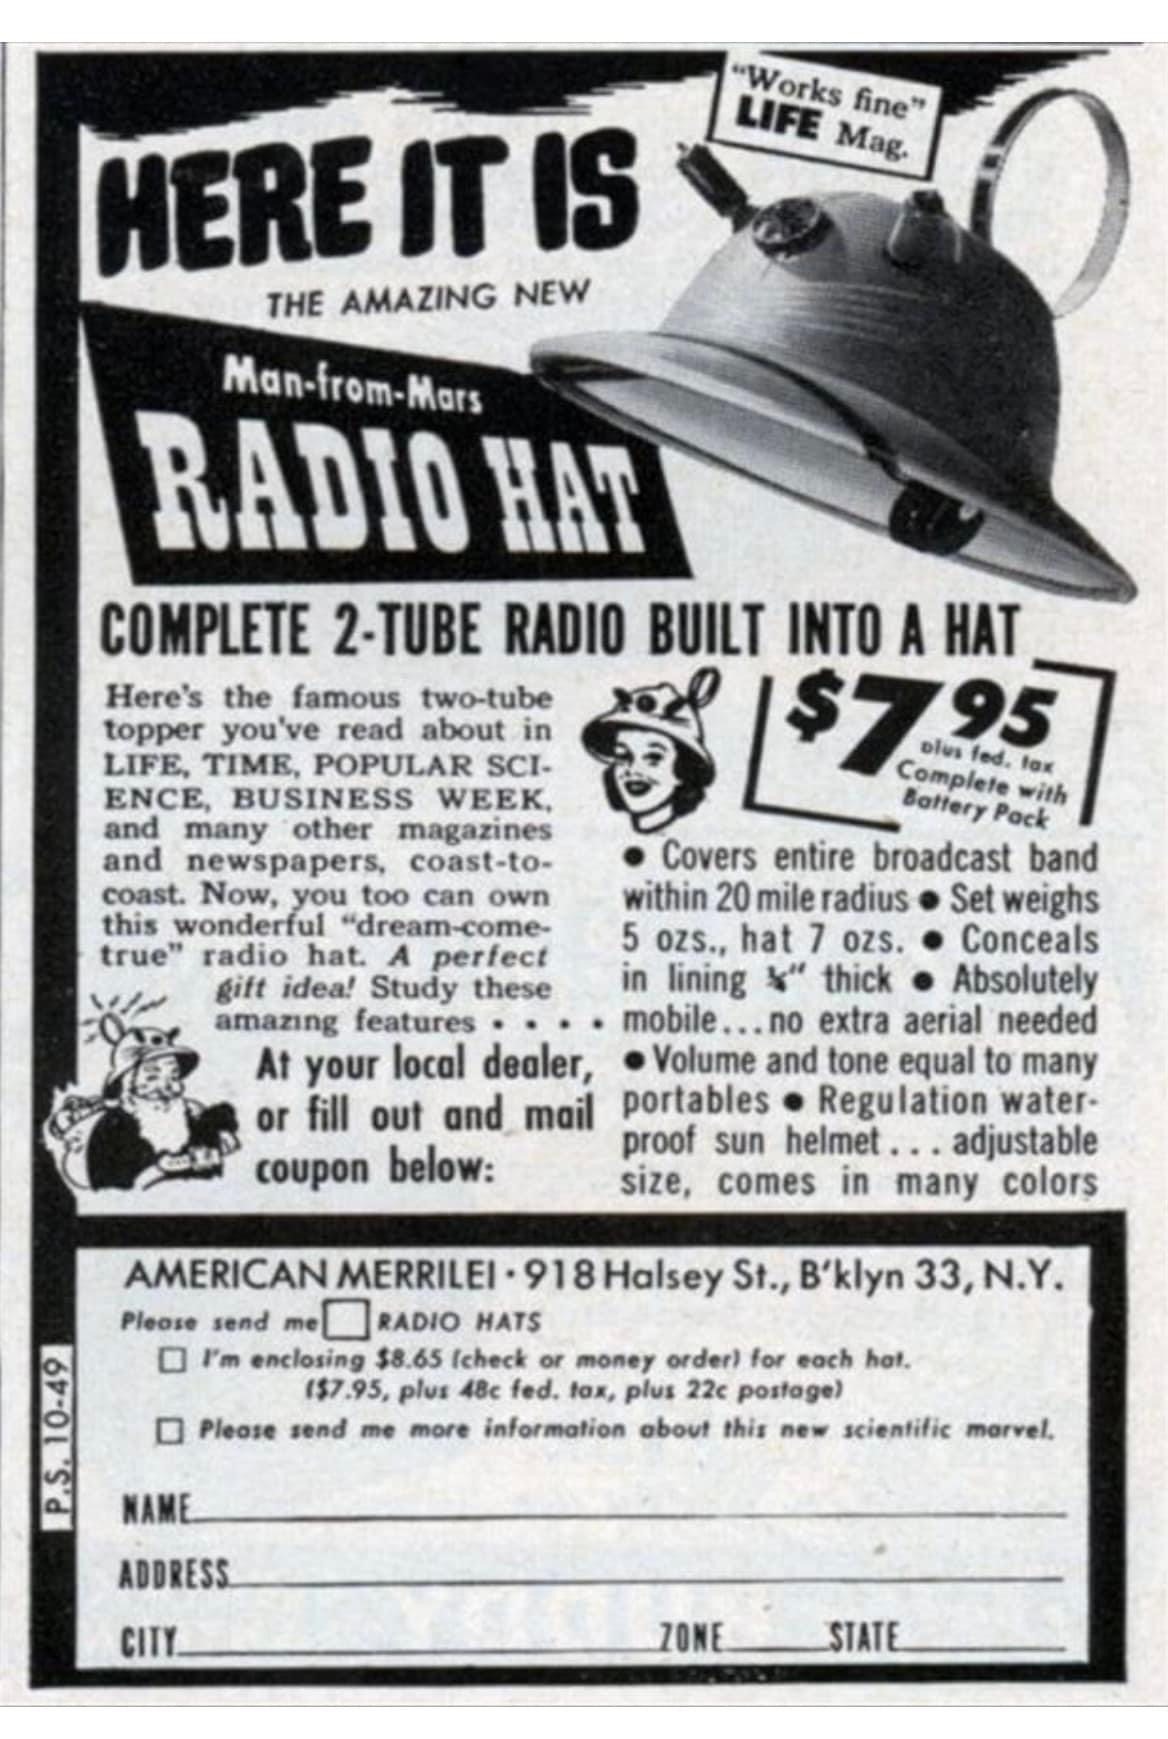 "Works fine"
LIFE Mag.
HERE IT IS
THE AMAZING NEW
Man-from-Mars
RADIO HAT
COMPLETE 2-TUBE RADIO BUILT INTO A HAT
Here's the famous two-tube
topper you've read about in
LIFE, TIME, POPULAR SCI-
ENCE, BUSINESS WEEK,
and many other magazines
and newspapers, coast-to-
coast. Now, you too can own
this wonderful "dream-come-
true" radio hat. A perfect
gift idea! Study these
amazing features . . . .
At your local dealer,
or fill out and mail
coupon below:
$7 95
plus fed. tax
Complete with
Battery Pack
• Covers entire broadcast band
within 20 mile radius • Set weighs
5 ozs., hat 7 ozs. • Conceals
in lining thick • Absolutely
mobile...no extra aerial needed
• Volume and tone equal to many
portables • Regulation water-
proof sun helmet... adjustable
size, comes in many colors
AMERICAN MERRILEI • 918 Halsey St., B'klyn 33, N.Y.
Please send me RADIO HATS
I'm enclosing $8.65 (check or money order) for each hat.
($7.95, plus 48c fed. tax, plus 22c postage)
Please send me more information about this new scientific marvel.
NAME
ADDRESS
CITY ZONE STATE
P.S. 10-49